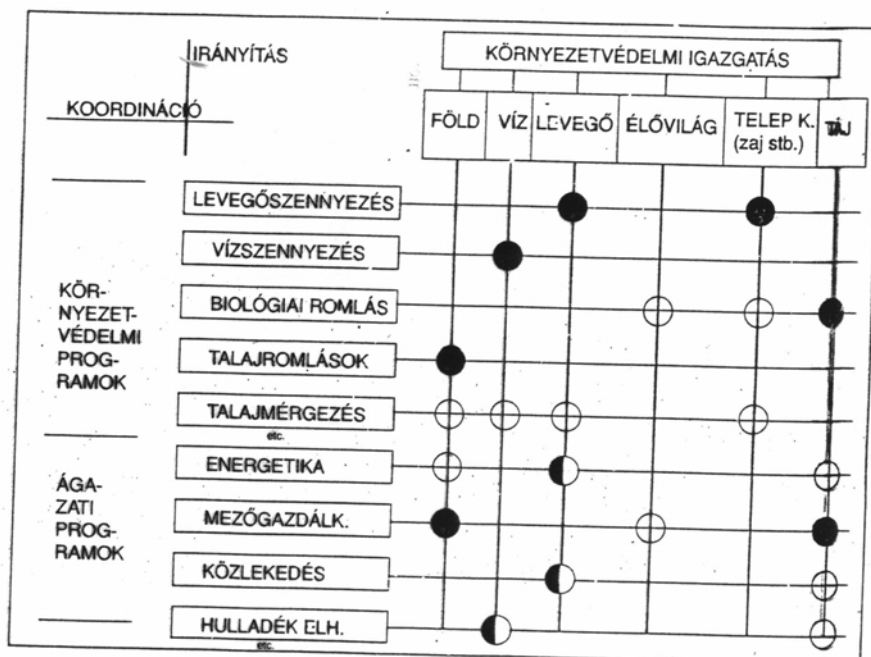 IRÁNYÍTÁS
KÖRNYEZETVÉDELMI IGAZGATÁS
KOORDINÁCIÓ
FÖLD
VÍZ
LEVEGŐ
ÉLŐVILÁG
TELEP K.
(zaj stb.)
TÁJ
LEVEGŐSZENNYEZÉS
VÍZSZENNYEZÉS
KÖR-
NYEZET-
VÉDELMI
PROG-
RAMOK
BIOLÓGIAI ROMLÁS
TALAJROMLÁSOK
TALAJMÉRGEZÉS
etc.
ÁGA-
ZATI
PROG-
RAMOK
ENERGETIKA
MEZŐGAZDÁLK.
KÖZLEKEDÉS
HULLADÉK ELH.
etc.